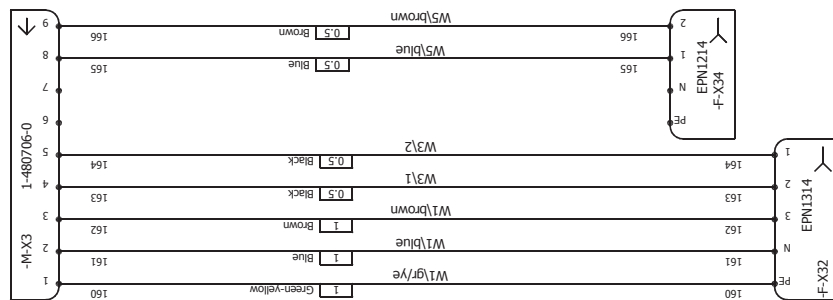 -F-X32
EPN1314
PE 160 1 Green-yellow 160 1
W1\gr/ye
N 161 1 Blue 161 2
W1\blue
3 162 1 Brown 162 3
W1\brown
2 163 0.5 Black 163 4
W3\1
1 164 0.5 Black 164 5
W3\2
-F-X34
EPN1214
PE 6
N 7
1 165 0.5 Blue 165 8
W5\blue
2 166 0.5 Brown 166 9
W5\brown
-M-X3
1-480706-0